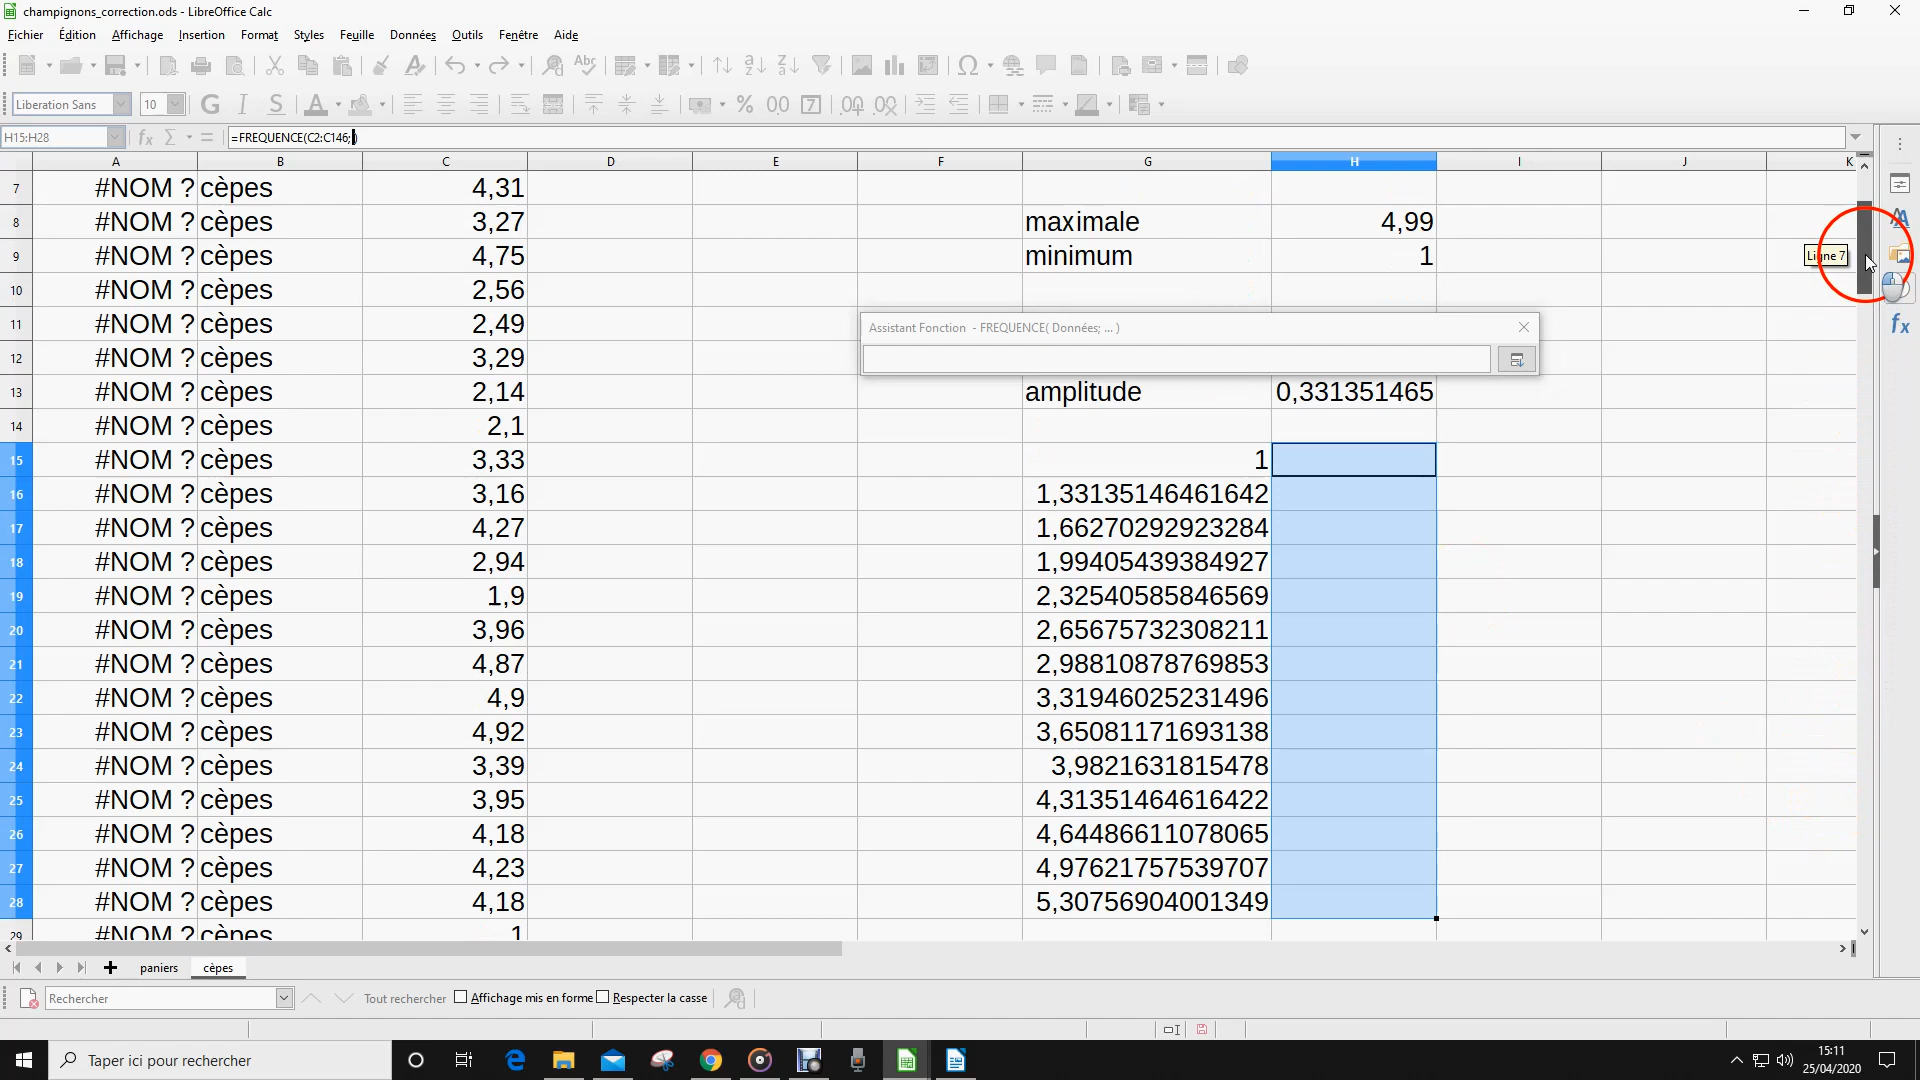 champignons_correction.ods - LibreOffice Calc
Fichier Édition Affichage Insertion Format Styles Feuille Données Outils Fenêtre Aide
Liberation Sans 10
H15:H28 =FREQUENCE(C2:C146;)
A B C D E F G H I J K
7 #NOM ? cèpes 4,31
8 #NOM ? cèpes 3,27 maximale 4,99
9 #NOM ? cèpes 4,75 minimum 1
Ligne 7
10 #NOM ? cèpes 2,56
11 #NOM ? cèpes 2,49
Assistant Fonction - FREQUENCE( Données; ... )
12 #NOM ? cèpes 3,29
13 #NOM ? cèpes 2,14 amplitude 0,331351465
14 #NOM ? cèpes 2,1
15 #NOM ? cèpes 3,33 1
16 #NOM ? cèpes 3,16 1,33135146461642
17 #NOM ? cèpes 4,27 1,66270292923284
18 #NOM ? cèpes 2,94 1,99405439384927
19 #NOM ? cèpes 1,9 2,32540585846569
20 #NOM ? cèpes 3,96 2,65675732308211
21 #NOM ? cèpes 4,87 2,98810878769853
22 #NOM ? cèpes 4,9 3,31946025231496
23 #NOM ? cèpes 4,92 3,65081171693138
24 #NOM ? cèpes 3,39 3,9821631815478
25 #NOM ? cèpes 3,95 4,31351464616422
26 #NOM ? cèpes 4,18 4,64486611078065
27 #NOM ? cèpes 4,23 4,97621757539707
28 #NOM ? cèpes 4,18 5,30756904001349
29 #NOM ? cèpes 1
paniers cèpes
Rechercher Tout rechercher Affichage mis en forme Respecter la casse
Taper ici pour rechercher
15:11
25/04/2020